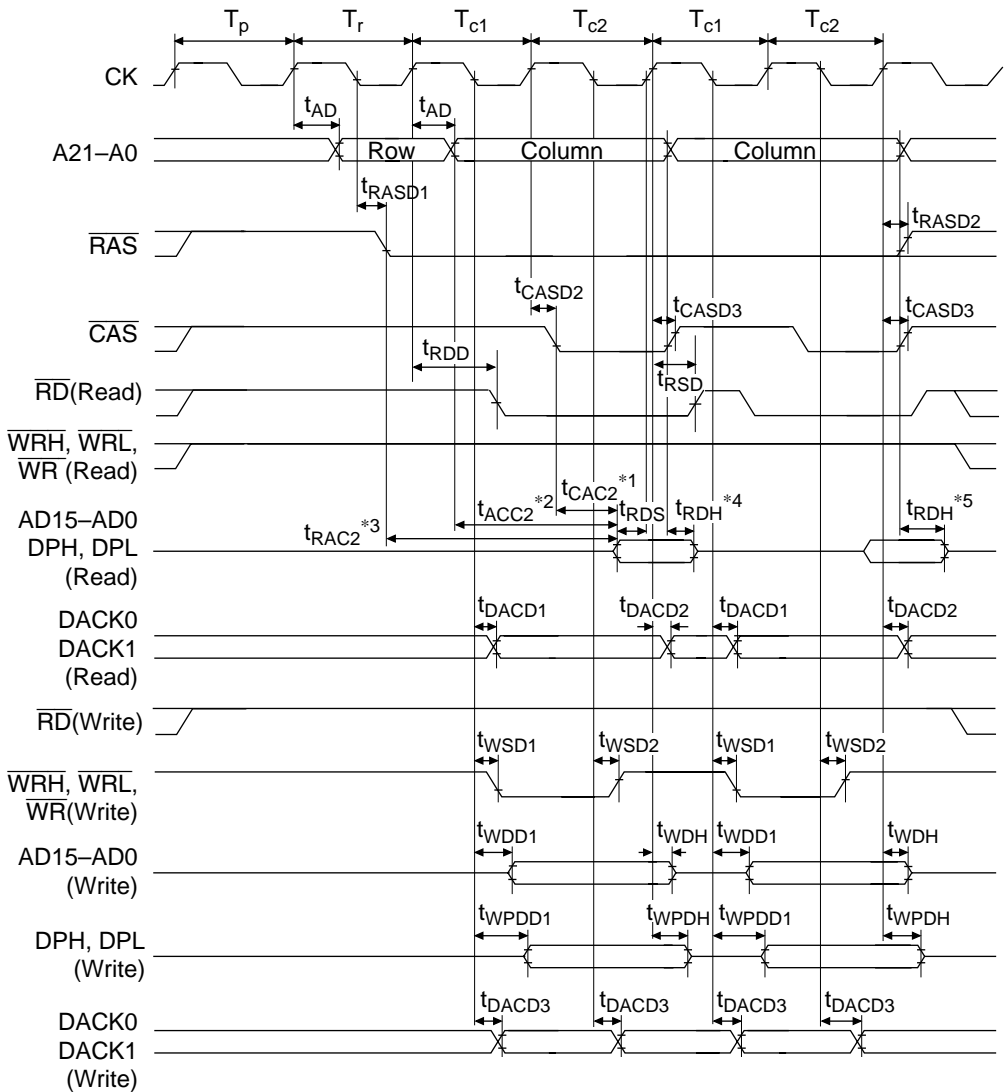 Tp Tr Tc1 Tc2 Tc1 Tc2
CK
tAD tAD
A21–A0 Row Column Column
tRASD1
tRASD2
RAS
tCASD2
tCASD3 tCASD3
CAS
tRDD
tRSD
RD(Read)
WRH, WRL,
WR (Read)
tCAC2*1
AD15–AD0 tACC2*2 tRDS tRDH*4 tRDH*5
DPH, DPL tRAC2*3
(Read)
DACK0 tDACD1 tDACD2 tDACD1 tDACD2
DACK1
(Read)
RD(Write)
tWSD1 tWSD2 tWSD1 tWSD2
WRH, WRL,
WR(Write)
tWDD1 tWDH tWDD1 tWDH
AD15–AD0
(Write)
tWPDD1 tWPDH tWPDD1 tWPDH
DPH, DPL
(Write)
tDACD3 tDACD3 tDACD3 tDACD3
DACK0
DACK1
(Write)